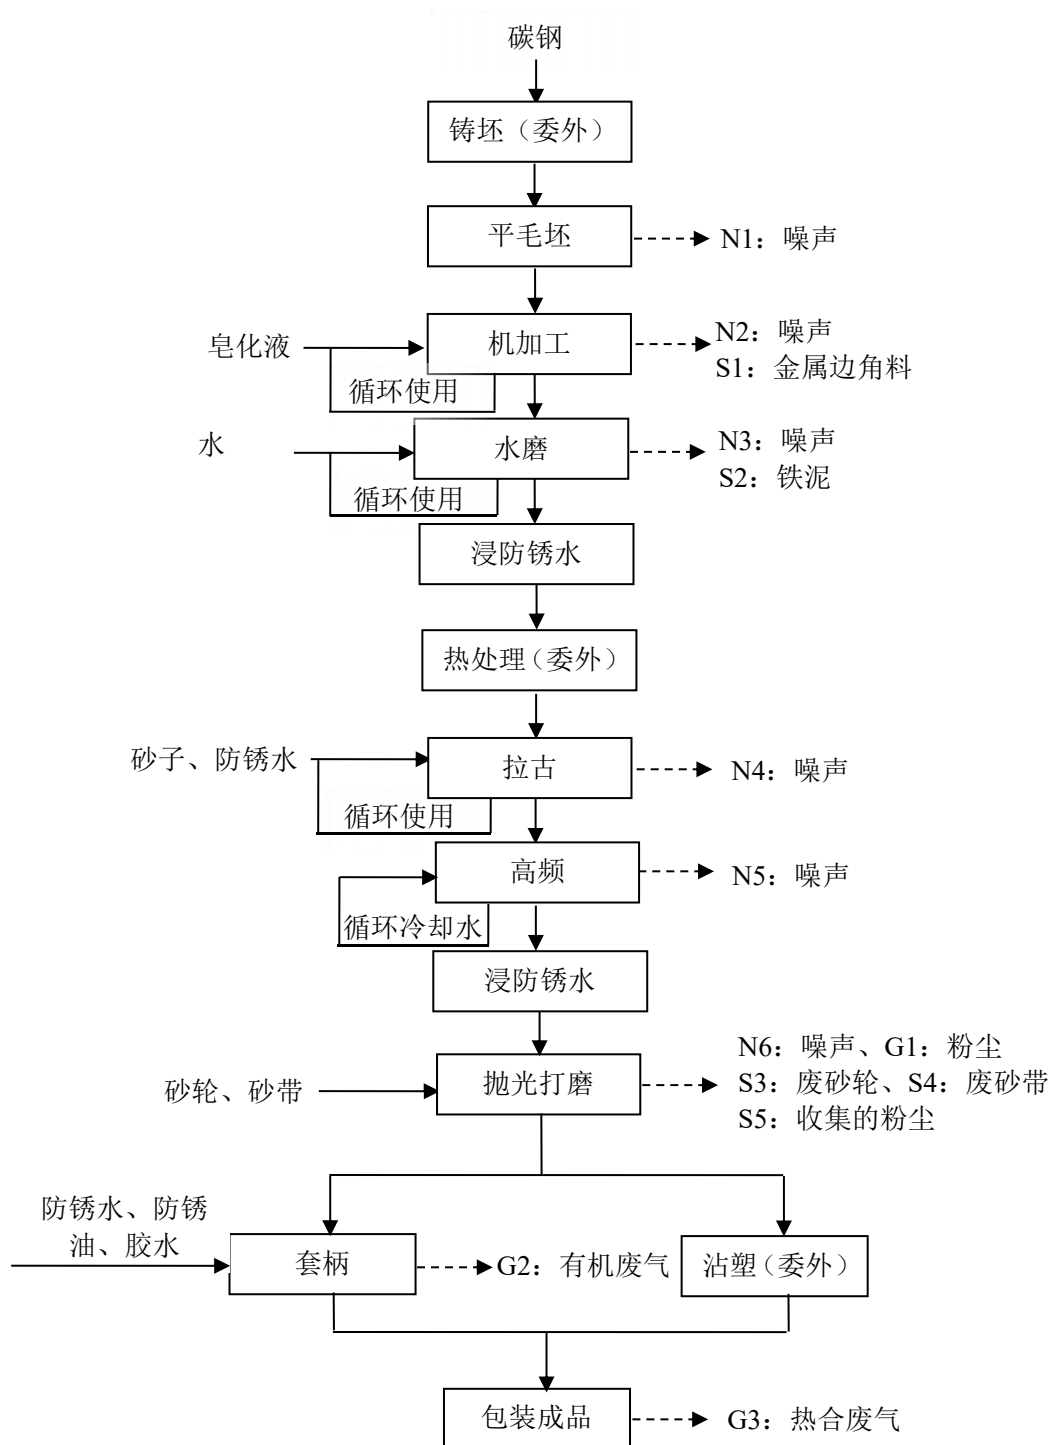 碳钢
铸坯（委外）
平毛坯
N1：噪声
皂化液
机加工
N2：噪声
S1：金属边角料
循环使用
水
水磨
N3：噪声
S2：铁泥
循环使用
浸防锈水
热处理（委外）
砂子、防锈水
拉古
N4：噪声
循环使用
高频
N5：噪声
循环冷却水
浸防锈水
砂轮、砂带
抛光打磨
N6：噪声、G1：粉尘
S3：废砂轮、S4：废砂带
S5：收集的粉尘
防锈水、防锈
油、胶水
套柄
G2：有机废气
沾塑（委外）
包装成品
G3：热合废气